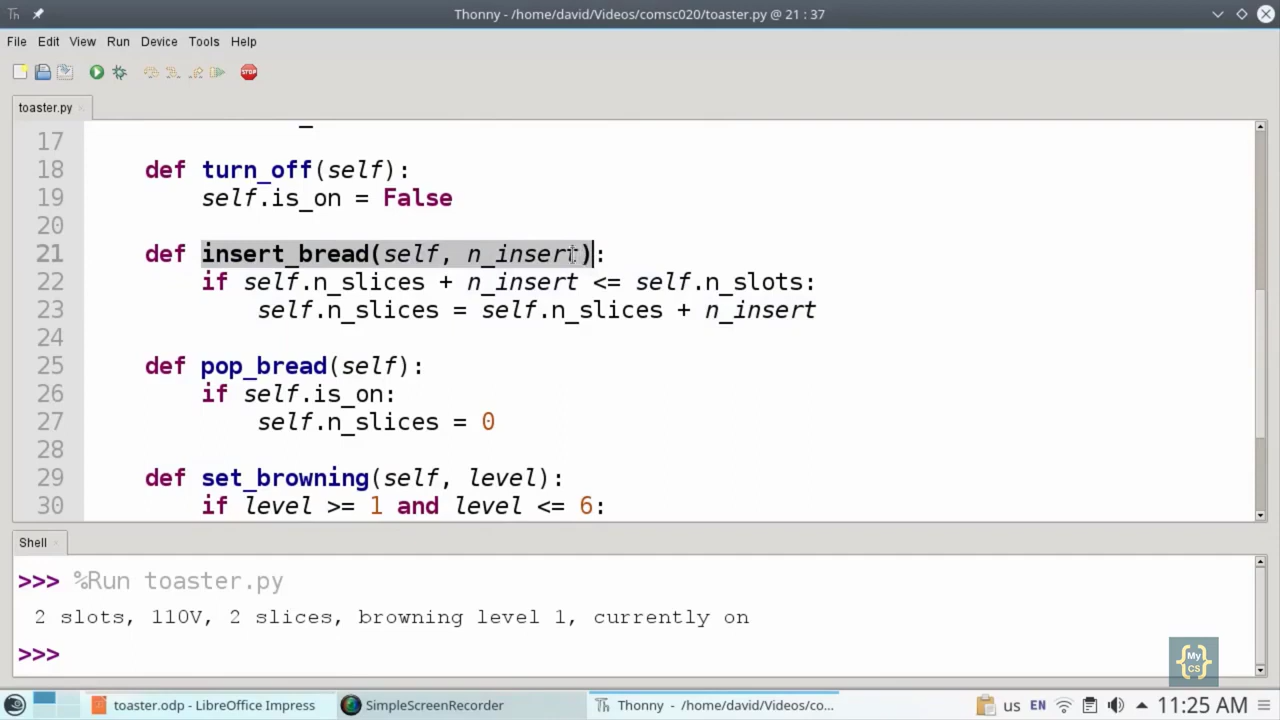 Thonny - /home/david/Videos/comsc020/toaster.py @ 21 : 37
File Edit View Run Device Tools Help
STOP
toaster.py
17
18 def turn_off(self):
19 self.is_on = False
20
21 def insert_bread(self, n_insert):
22 if self.n_slices + n_insert <= self.n_slots:
23 self.n_slices = self.n_slices + n_insert
24
25 def pop_bread(self):
26 if self.is_on:
27 self.n_slices = 0
28
29 def set_browning(self, level):
30 if level >= 1 and level <= 6:
Shell
>>> %Run toaster.py
2 slots, 110V, 2 slices, browning level 1, currently on
>>>
{My CS}
toaster.odp - LibreOffice Impress SimpleScreenRecorder Th Thonny - /home/david/Videos/co... us EN 11:25 AM